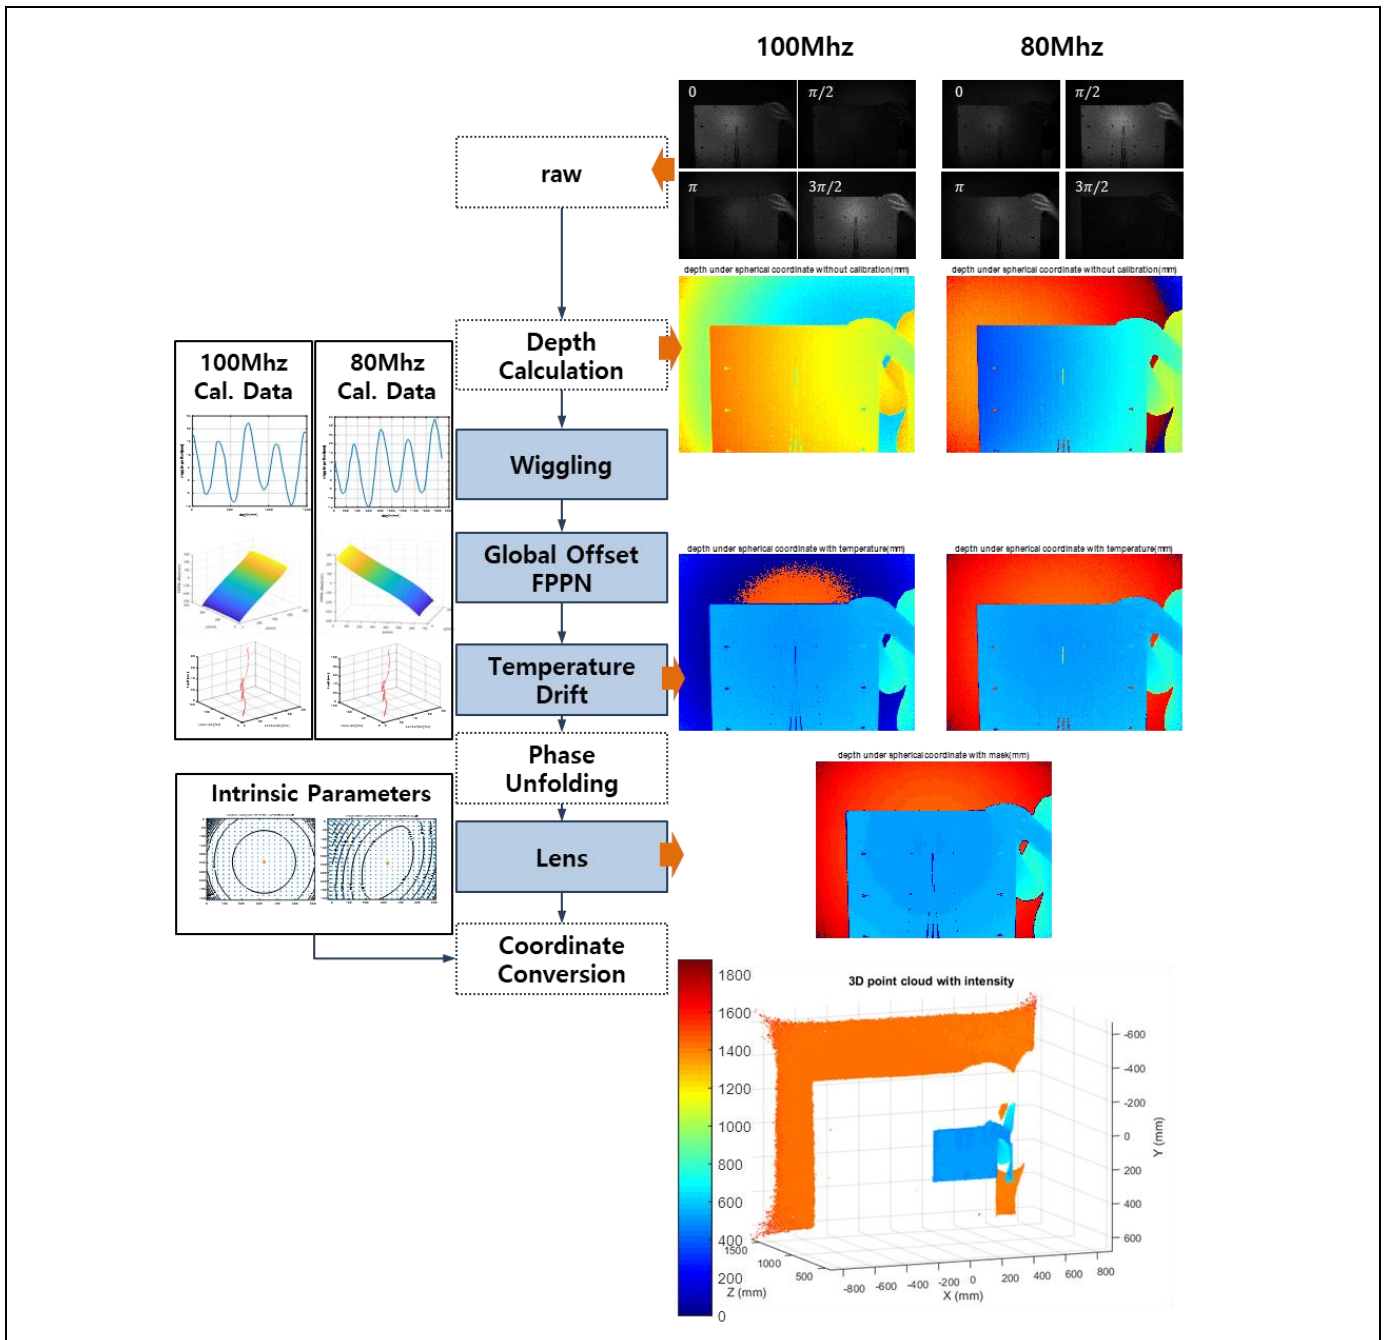 100Mhz
80Mhz
0
π/2
0
π/2
raw
π
3π/2
π
3π/2
depth under spherical coordinate without calibration(mm)
depth under spherical coordinate without calibration(mm)
Depth
Calculation
100Mhz
Cal. Data
80Mhz
Cal. Data
Wiggling
Global Offset
FPPN
depth under spherical coordinate with temperature(mm)
depth under spherical coordinate with temperature(mm)
Temperature
Drift
Phase
Unfolding
depth under spherical coordinate with mask(mm)
Intrinsic Parameters
Lens
Coordinate
Conversion
3D point cloud with intensity
1800
1600
1400
1200
1000
800
600
400
200
0
-600
-400
-200
0
200
400
600
Y (mm)
1500
1000
500
Z (mm)
-800
-600
-400
-200
0
200
400
600
800
X (mm)